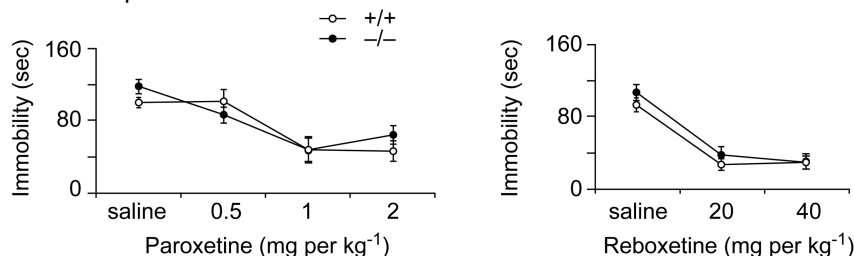 +/+
–/–
Immobility (sec)
160
80
0
saline 0.5 1 2
Paroxetine (mg per kg-1)
Immobility (sec)
160
80
0
saline 20 40
Reboxetine (mg per kg-1)